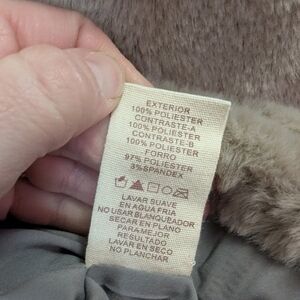 EXTERIOR
100% POLIESTER
CONTRASTE-A
100% POLIESTER
CONTRASTE-B
100% POLIESTER
FORRO
97% POLIESTER
3%SPANDEX
LAVAR SUAVE
EN AGUA FRIA
NO USAR BLANQUEADOR
SECAR EN PLANO
PARA MEJOR
RESULTADO
LAVAR EN SECO
NO PLANCHAR